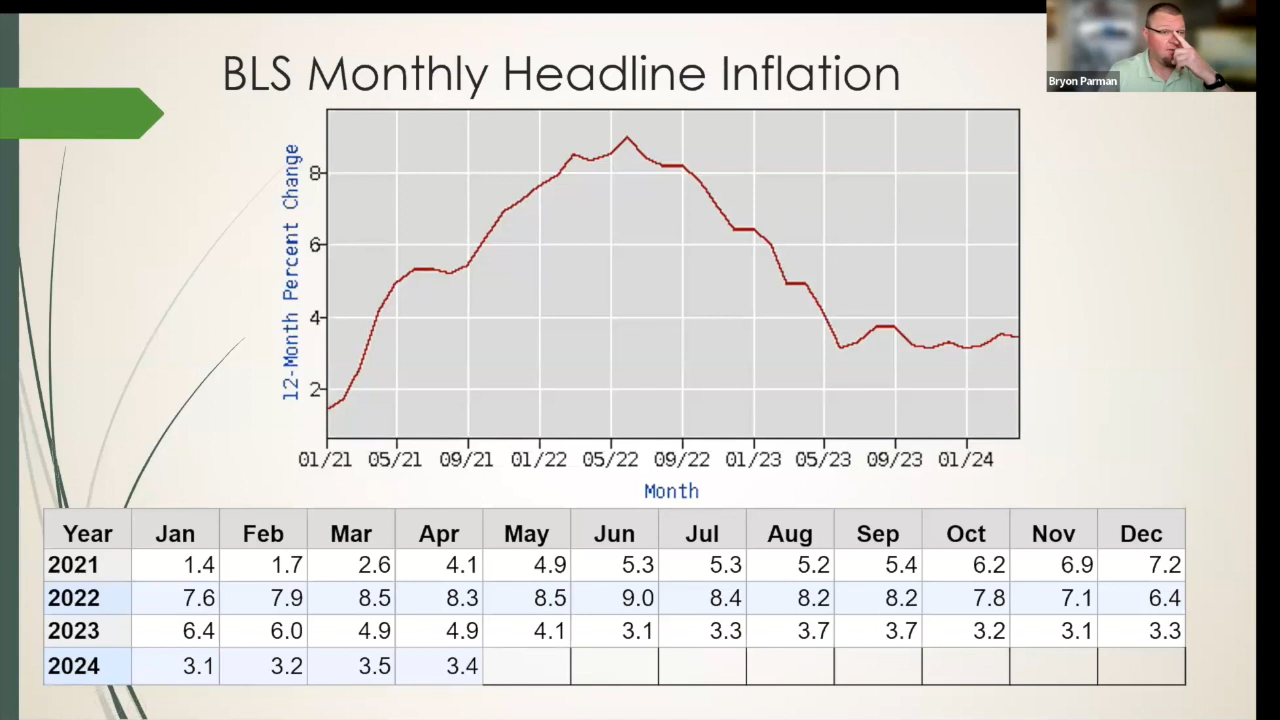 BLS Monthly Headline Inflation
Bryon Parman
12-Month Percent Change
8
6
4
2
01/21 05/21 09/21 01/22 05/22 09/22 01/23 05/23 09/23 01/24
Month
Year Jan Feb Mar Apr May Jun Jul Aug Sep Oct Nov Dec
2021 1.4 1.7 2.6 4.1 4.9 5.3 5.3 5.2 5.4 6.2 6.9 7.2
2022 7.6 7.9 8.5 8.3 8.5 9.0 8.4 8.2 8.2 7.8 7.1 6.4
2023 6.4 6.0 4.9 4.9 4.1 3.1 3.3 3.7 3.7 3.2 3.1 3.3
2024 3.1 3.2 3.5 3.4